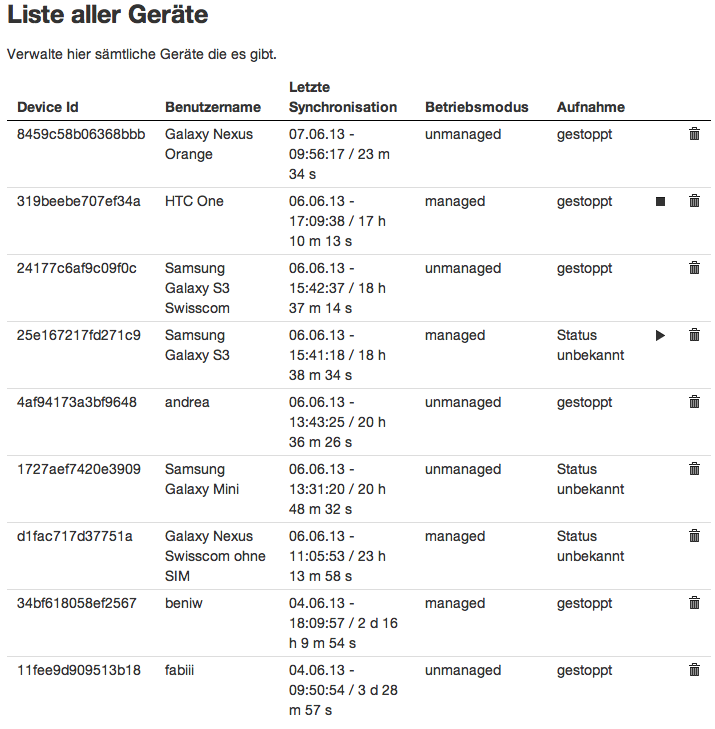 Liste aller Geräte
Verwalte hier sämtliche Geräte die es gibt.
Device Id Benutzername Letzte Synchronisation Betriebsmodus Aufnahme
8459c58b06368bbb Galaxy Nexus Orange 07.06.13 - 09:56:17 / 23 m 34 s unmanaged gestoppt
319beebe707ef34a HTC One 06.06.13 - 17:09:38 / 17 h 10 m 13 s managed gestoppt
24177c6af9c09f0c Samsung Galaxy S3 Swisscom 06.06.13 - 15:42:37 / 18 h 37 m 14 s unmanaged gestoppt
25e167217fd271c9 Samsung Galaxy S3 06.06.13 - 15:41:18 / 18 h 38 m 34 s managed Status unbekannt
4af94173a3bf9648 andrea 06.06.13 - 13:43:25 / 20 h 36 m 26 s unmanaged gestoppt
1727aef7420e3909 Samsung Galaxy Mini 06.06.13 - 13:31:20 / 20 h 48 m 32 s unmanaged Status unbekannt
d1fac717d37751a Galaxy Nexus Swisscom ohne SIM 06.06.13 - 11:05:53 / 23 h 13 m 58 s managed Status unbekannt
34bf618058ef2567 beniw 04.06.13 - 18:09:57 / 2 d 16 h 9 m 54 s managed gestoppt
11fee9d909513b18 fabiii 04.06.13 - 09:50:54 / 3 d 28 m 57 s unmanaged gestoppt